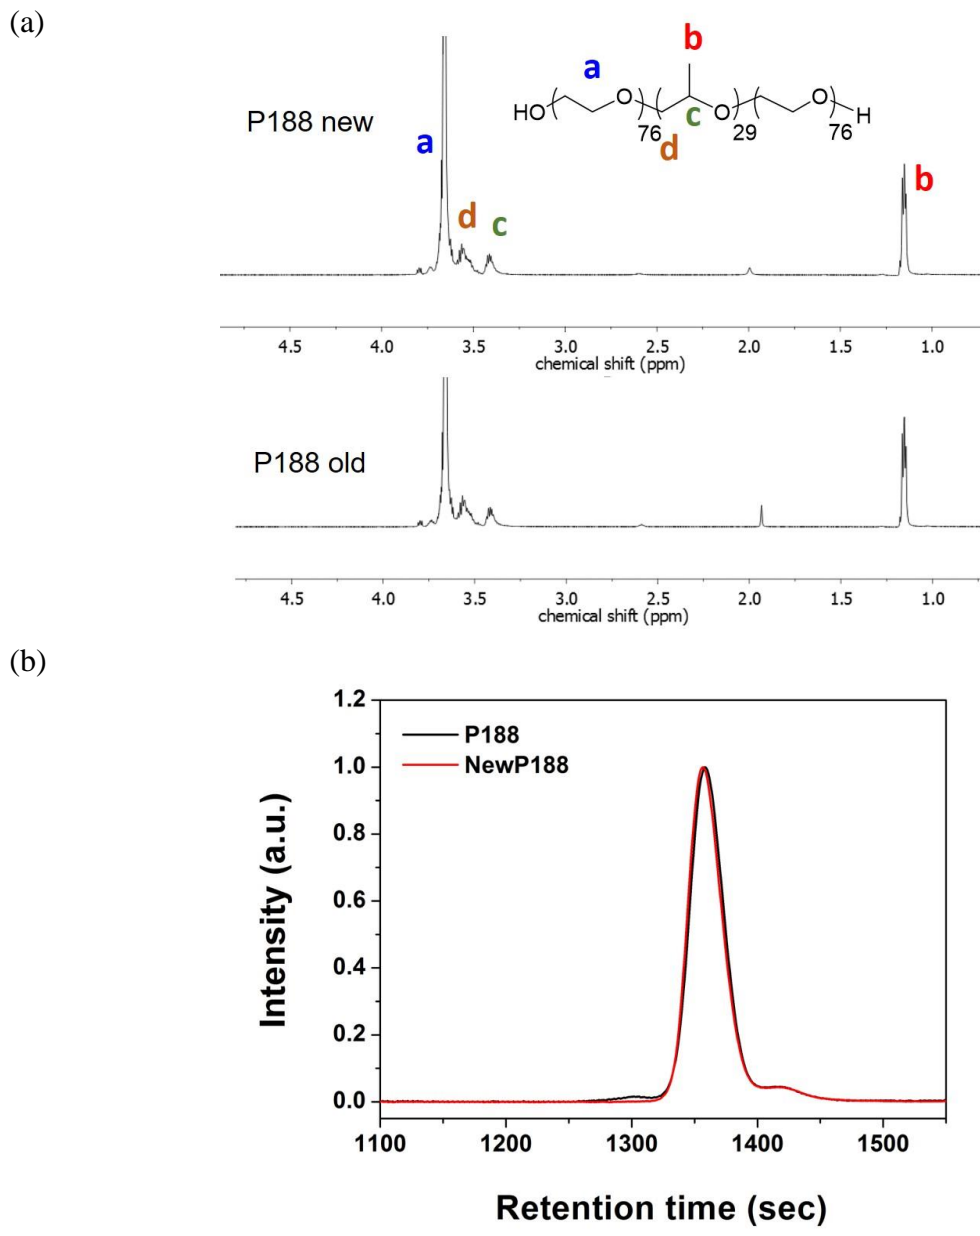 (a)
b
a
HO
O
O
O
H
76
c
29
76
d
P188 new
a
d
c
b
4.5 4.0 3.5 3.0 2.5 2.0 1.5 1.0
chemical shift (ppm)
P188 old
4.5 4.0 3.5 3.0 2.5 2.0 1.5 1.0
chemical shift (ppm)
(b)
1.2
1.0
0.8
0.6
0.4
0.2
0.0
Intensity (a.u.)
P188
NewP188
1100 1200 1300 1400 1500
Retention time (sec)